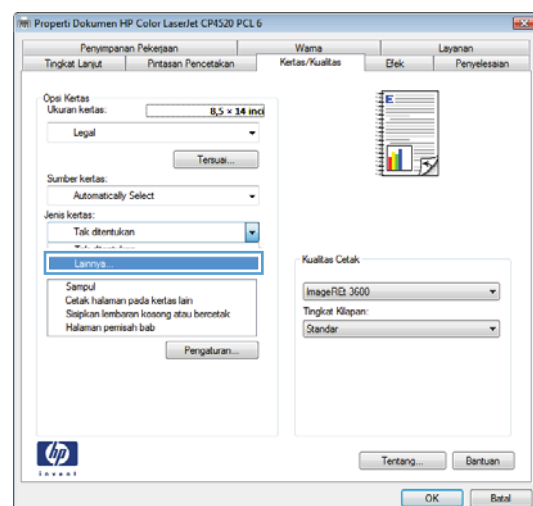 Properti Dokumen HP Color LaserJet CP4520 PCL 6
Penyimpanan Pekerjaan
Warna
Layanan
Tingkat Lanjut
Pintasan Pencetakan
Kertas/Kualitas
Efek
Penyelesaian
Opsi Kertas
Ukuran kertas:
8,5 × 14 inci
Legal
Tersuai...
Sumber kertas:
Automatically Select
Jenis kertas:
Tak ditentukan
Lainnya...
Sampul
Cetak halaman pada kertas lain
Sisipkan lembaran kosong atau bercetak
Halaman pemisah bab
Pengaturan...
Kualitas Cetak
ImageREt 3600
Tingkat Kilapan:
Standar
E
hp
invent
Tentang...
Bantuan
OK
Batal